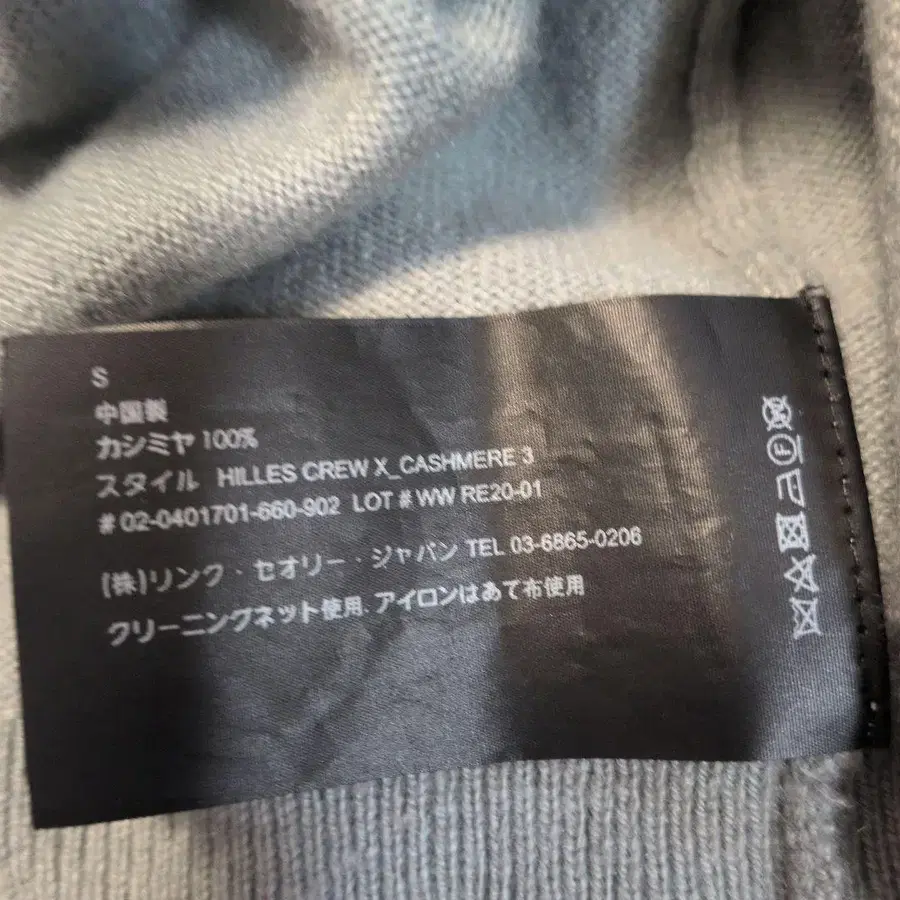 S
中国製
カシミヤ 100%
スタイル HILLES CREW X_CASHMERE 3
# 02-0401701-660-902 LOT # WW RE20-01
(株)リンク・セオリー・ジャパン TEL 03-6865-0206
クリーニングネット使用. アイロンはあて布使用